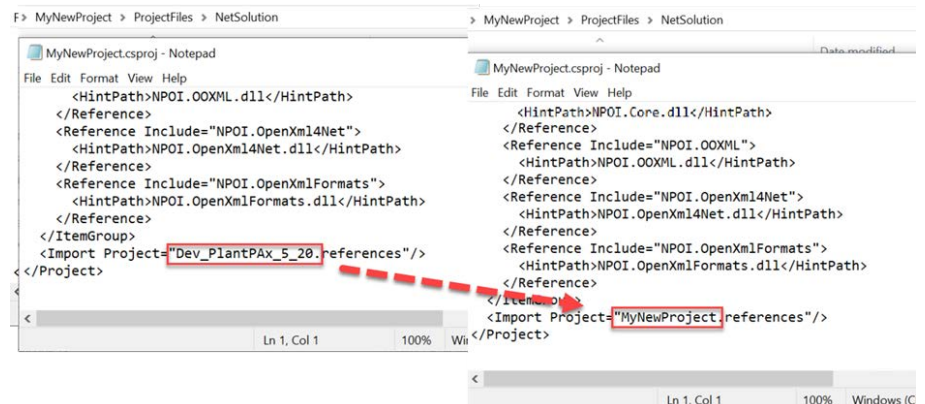 > MyNewProject > ProjectFiles > NetSolution
MyNewProject.csproj - Notepad
File Edit Format View Help
<HintPath>NPOI.OOXML.dll</HintPath>
</Reference>
<Reference Include="NPOI.OpenXml4Net">
<HintPath>NPOI.OpenXml4Net.dll</HintPath>
</Reference>
<Reference Include="NPOI.OpenXmlFormats">
<HintPath>NPOI.OpenXmlFormats.dll</HintPath>
</Reference>
</ItemGroup>
<Import Project="Dev_PlantPAx_5_20.references"/>
</Project>
Ln 1, Col 1 100%
> MyNewProject > ProjectFiles > NetSolution
Date modified
MyNewProject.csproj - Notepad
File Edit Format View Help
<HintPath>NPOI.Core.dll</HintPath>
</Reference>
<Reference Include="NPOI.OOXML">
<HintPath>NPOI.OOXML.dll</HintPath>
</Reference>
<Reference Include="NPOI.OpenXml4Net">
<HintPath>NPOI.OpenXml4Net.dll</HintPath>
</Reference>
<Reference Include="NPOI.OpenXmlFormats">
<HintPath>NPOI.OpenXmlFormats.dll</HintPath>
</Reference>
</ItemGroup>
<Import Project="MyNewProject.references"/>
</Project>
Ln 1, Col 1 100% Windows (C